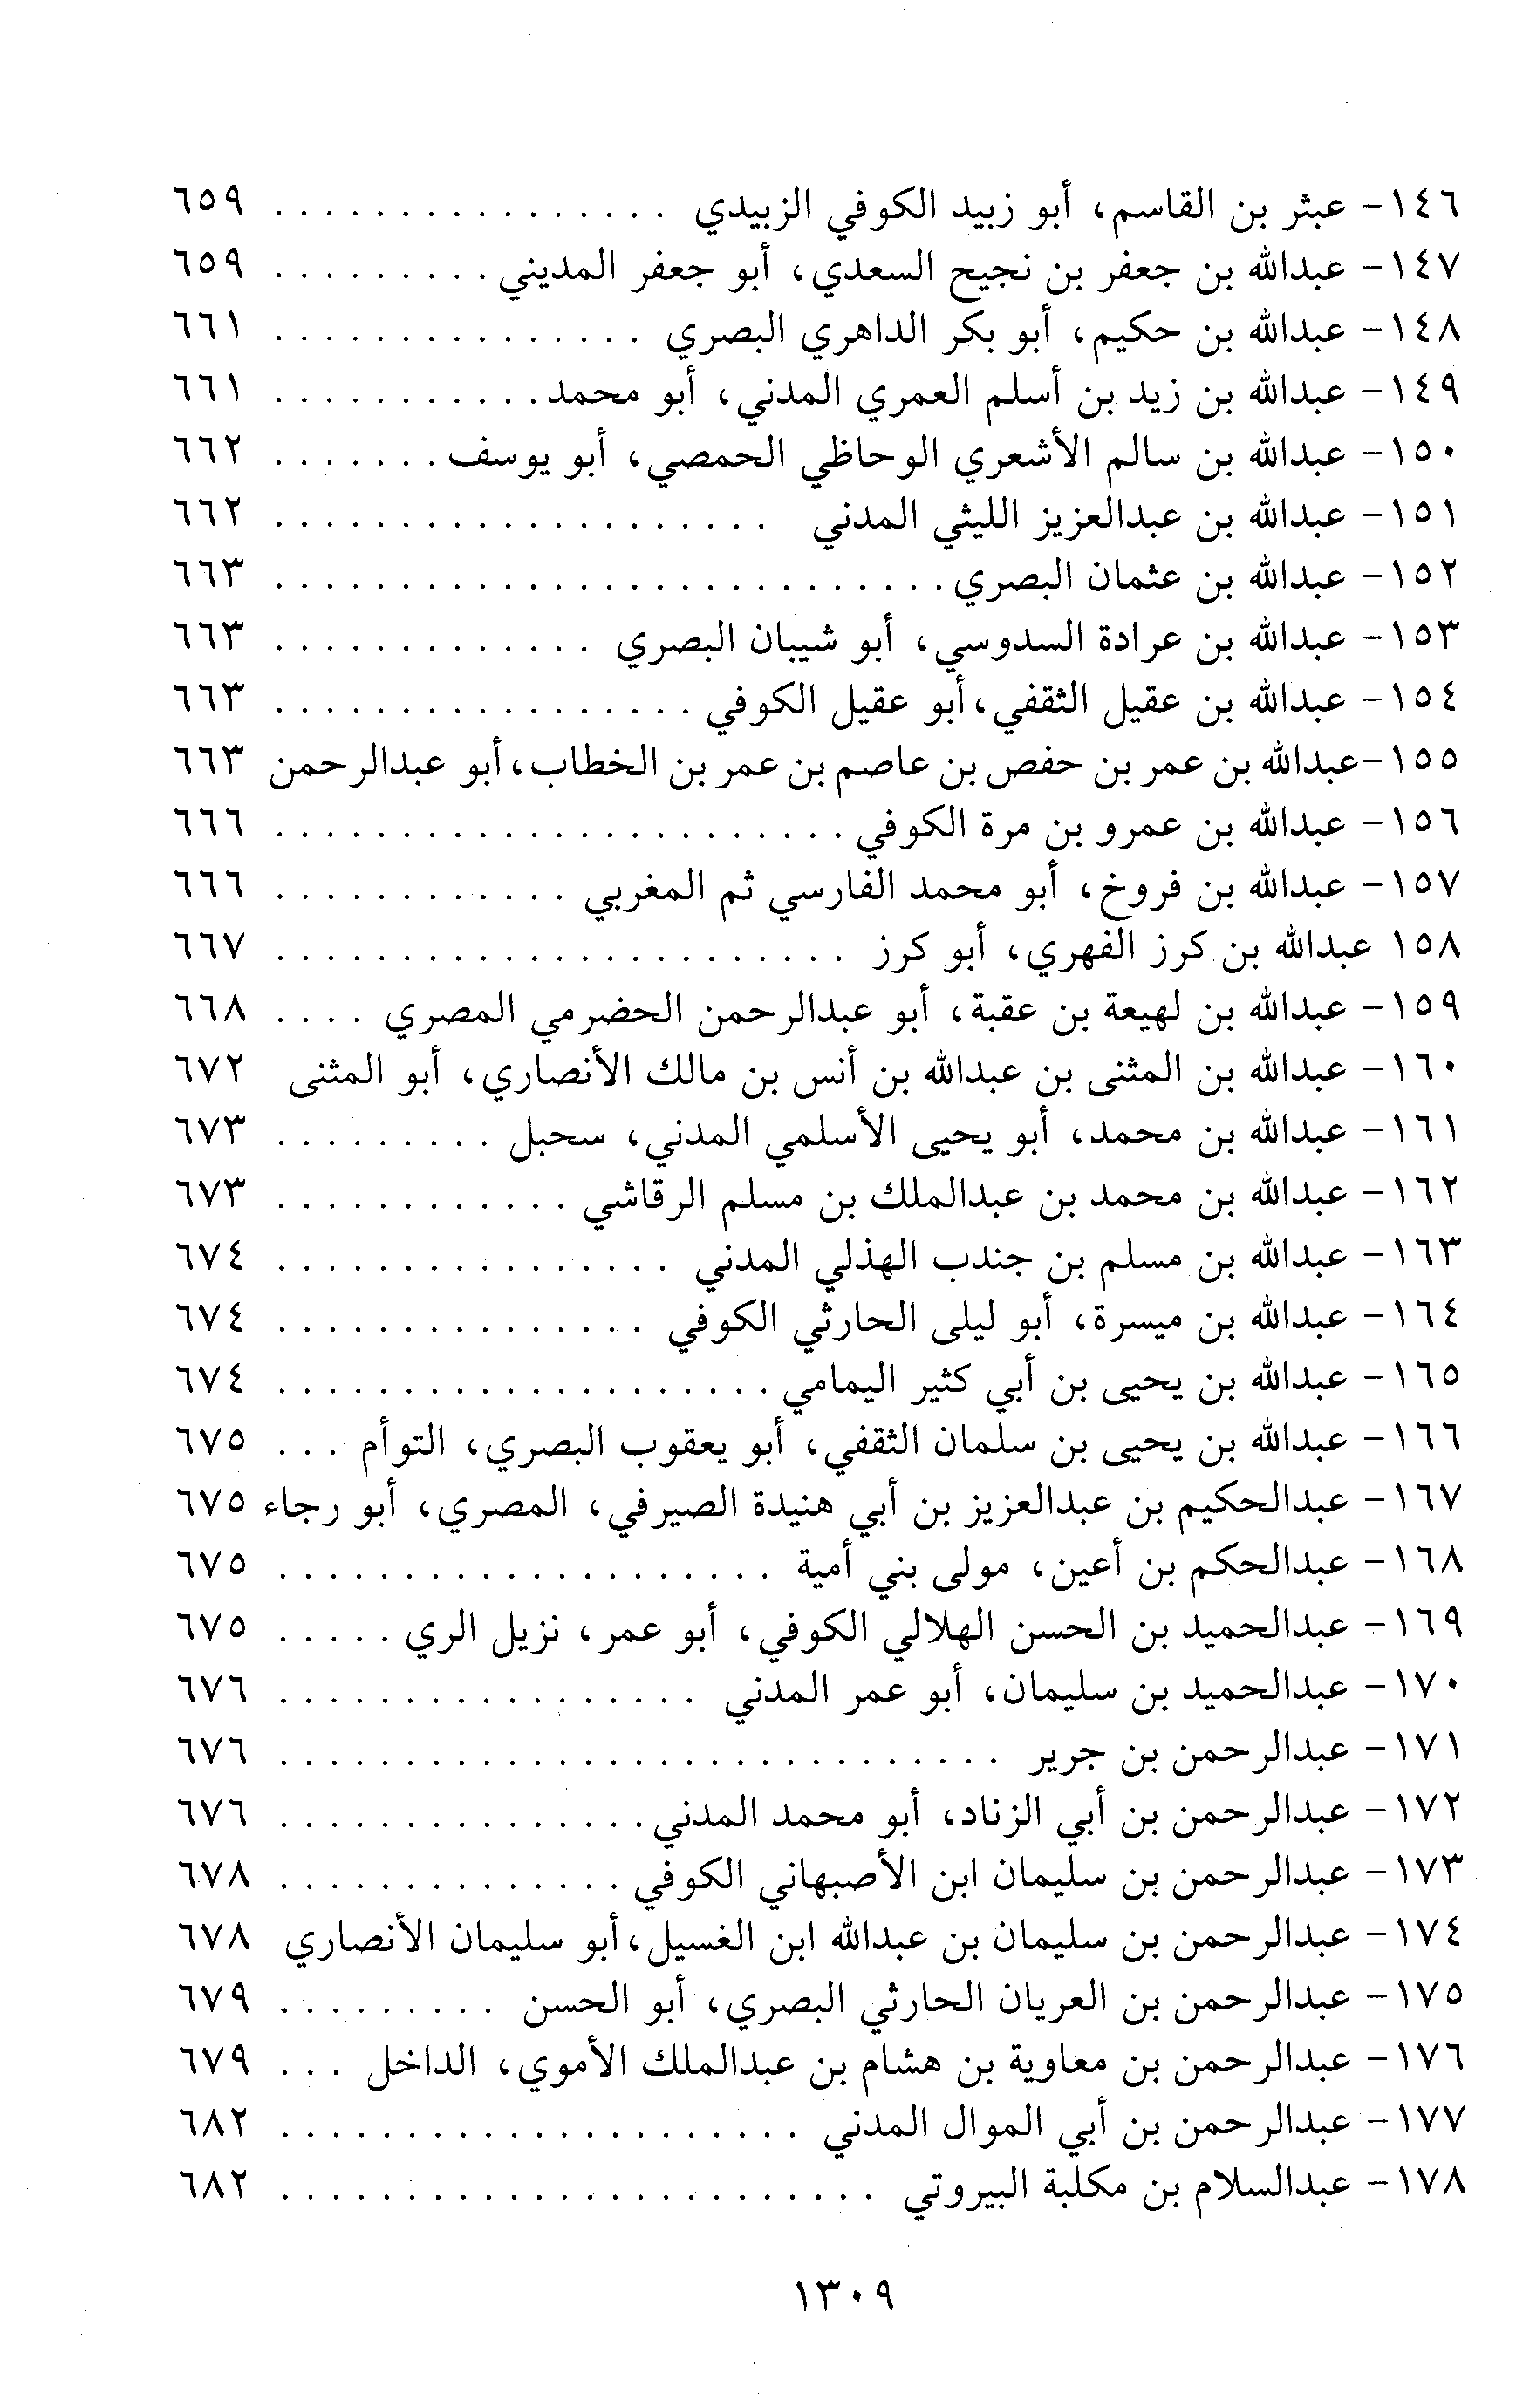 ١٤٦- عبثر بن القاسم، أبو زبيد الكوفي الزبيدي . . . . . . . . . . . . . . . . ٦٥٩
١٤٧- عبدالله بن جعفر بن نجيح السعدي، أبو جعفر المديني . . . . . . . . . ٦٥٩
١٤٨- عبدالله بن حكيم، أبو بكر الداهري البصري . . . . . . . . . . . . . . . ٦٦١
١٤٩- عبدالله بن زيد بن أسلم العمري المدني، أبو محمد . . . . . . . . . . . ٦٦١
١٥٠- عبدالله بن سالم الأشعري الوحاظي الحمصي، أبو يوسف . . . . . . . ٦٦٢
١٥١- عبدالله بن عبدالعزيز الليثي المدني . . . . . . . . . . . . . . . . . . . . ٦٦٢
١٥٢- عبدالله بن عثمان البصري . . . . . . . . . . . . . . . . . . . . . . . . . . . ٦٦٣
١٥٣- عبدالله بن عرادة السدوسي، أبو شيبان البصري . . . . . . . . . . . . . ٦٦٣
١٥٤- عبدالله بن عقيل الثقفي، أبو عقيل الكوفي . . . . . . . . . . . . . . . . . ٦٦٣
١٥٥- عبدالله بن عمر بن حفص بن عاصم بن عمر بن الخطاب، أبو عبدالرحمن ٦٦٣
١٥٦- عبدالله بن عمرو بن مرة الكوفي . . . . . . . . . . . . . . . . . . . . . . . ٦٦٦
١٥٧- عبدالله بن فروخ، أبو محمد الفارسي ثم المغربي . . . . . . . . . . . . ٦٦٦
١٥٨ عبدالله بن كرز الفهري، أبو كرز . . . . . . . . . . . . . . . . . . . . . . . ٦٦٧
١٥٩- عبدالله بن لهيعة بن عقبة، أبو عبدالرحمن الحضرمي المصري . . . . ٦٦٨
١٦٠- عبدالله بن المثنى بن عبدالله بن أنس بن مالك الأنصاري، أبو المثنى ٦٧٢
١٦١- عبدالله بن محمد، أبو يحيى الأسلمي المدني، سحبل . . . . . . . . . ٦٧٣
١٦٢- عبدالله بن محمد بن عبدالملك بن مسلم الرقاشي . . . . . . . . . . . . ٦٧٣
١٦٣- عبدالله بن مسلم بن جندب الهذلي المدني . . . . . . . . . . . . . . . . ٦٧٤
١٦٤- عبدالله بن ميسرة، أبو ليلى الحارثي الكوفي . . . . . . . . . . . . . . . ٦٧٤
١٦٥- عبدالله بن يحيى بن أبي كثير اليمامي . . . . . . . . . . . . . . . . . . . . ٦٧٤
١٦٦- عبدالله بن يحيى بن سلمان الثقفي، أبو يعقوب البصري، التوأم . . . ٦٧٥
١٦٧- عبدالحكيم بن عبدالعزيز بن أبي هنيدة الصيرفي، المصري، أبو رجاء ٦٧٥
١٦٨- عبدالحكم بن أعين، مولى بني أمية . . . . . . . . . . . . . . . . . . . . ٦٧٥
١٦٩- عبدالحميد بن الحسن الهلالي الكوفي، أبو عمر، نزيل الري . . . . . ٦٧٥
١٧٠- عبدالحميد بن سليمان، أبو عمر المدني . . . . . . . . . . . . . . . . . ٦٧٦
١٧١- عبدالرحمن بن جرير . . . . . . . . . . . . . . . . . . . . . . . . . . . . . ٦٧٦
١٧٢- عبدالرحمن بن أبي الزناد، أبو محمد المدني . . . . . . . . . . . . . . . ٦٧٦
١٧٣- عبدالرحمن بن سليمان ابن الأصبهاني الكوفي . . . . . . . . . . . . . . ٦٧٨
١٧٤- عبدالرحمن بن سليمان بن عبدالله ابن الغسيل، أبو سليمان الأنصاري ٦٧٨
١٧٥- عبدالرحمن بن العريان الحارثي البصري، أبو الحسن . . . . . . . . . ٦٧٩
١٧٦- عبدالرحمن بن معاوية بن هشام بن عبدالملك الأموي، الداخل . . . ٦٧٩
١٧٧- عبدالرحمن بن أبي الموال المدني . . . . . . . . . . . . . . . . . . . . . ٦٨٢
١٧٨- عبدالسلام بن مكلبة البيروتي . . . . . . . . . . . . . . . . . . . . . . . . ٦٨٢
١٣٠٩